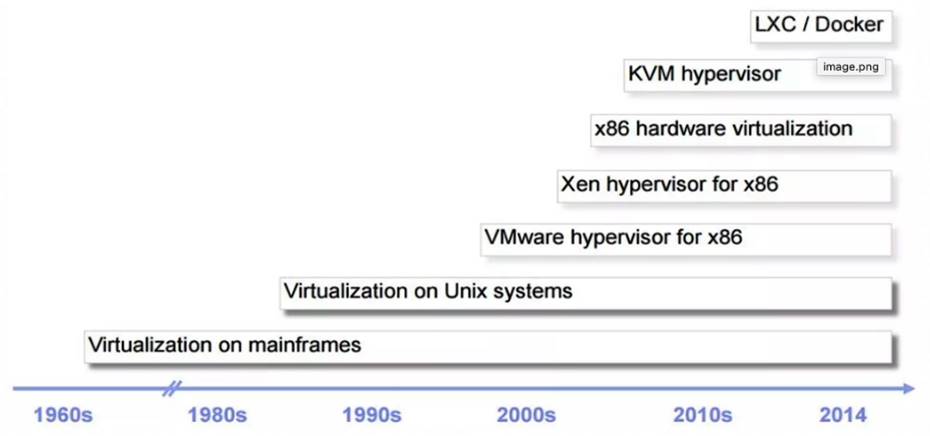 LXC / Docker
KVM hypervisor
image.png
x86 hardware virtualization
Xen hypervisor for x86
VMware hypervisor for x86
Virtualization on Unix systems
Virtualization on mainframes
1960s 1980s 1990s 2000s 2010s 2014